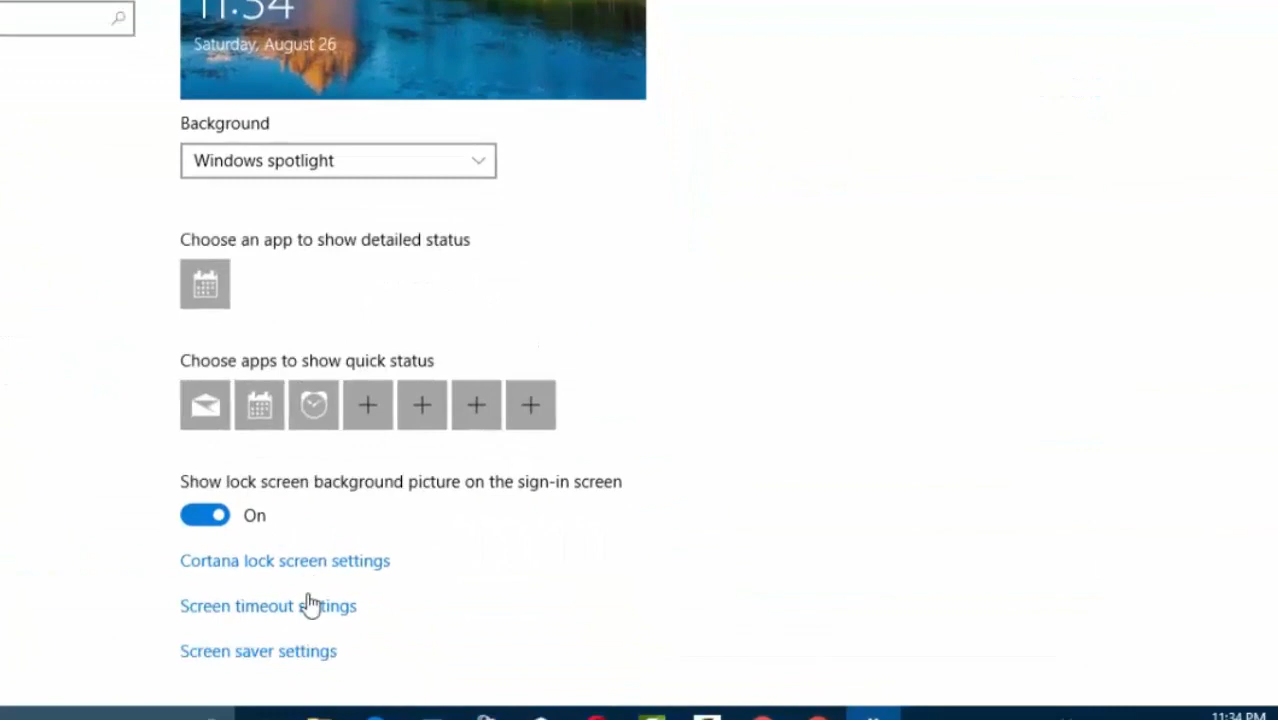 11:34
Saturday, August 26
Background
Windows spotlight
Choose an app to show detailed status
Choose apps to show quick status
Show lock screen background picture on the sign-in screen
On
Cortana lock screen settings
Screen timeout settings
Screen saver settings
11:34 PM